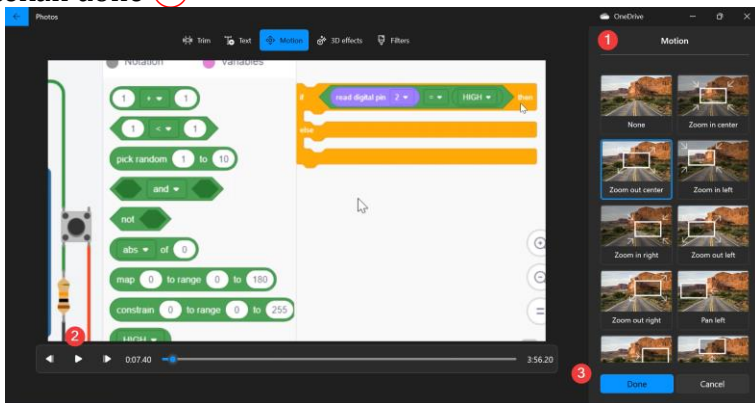 Photos
OneDrive
Trim
Text
Motion
3D effects
Filters
1
Motion
Notation
Variables
1 + 1
1 < 1
pick random 1 to 10
and
not
abs of 0
map 0 to range 0 to 180
constrain 0 to range 0 to 255
HIGH
if read digital pin 2 = HIGH then
else
None
Zoom in center
Zoom out center
Zoom in left
Zoom in right
Zoom out left
Zoom out right
Pan left
2
0:07.40
3:56.20
3
Done
Cancel